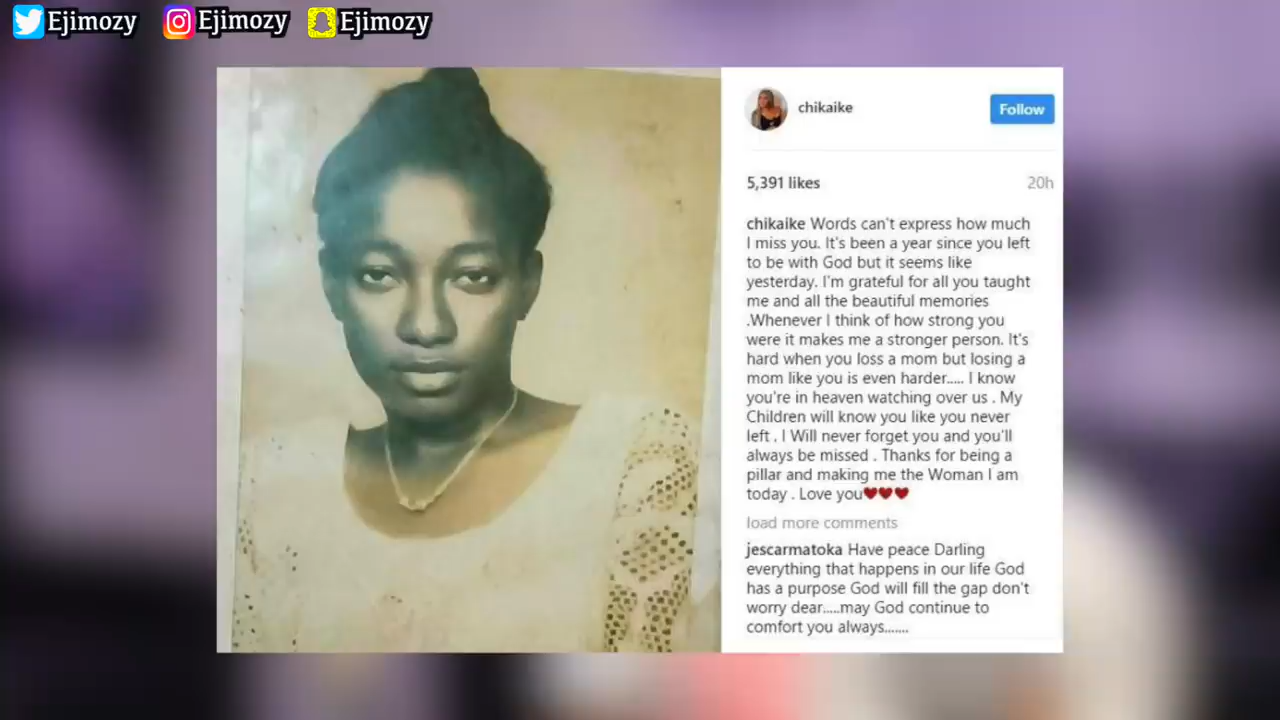 Ejimozy Ejimozy Ejimozy
chikaike
Follow
5,391 likes
20h
chikaike Words can't express how much
I miss you. It's been a year since you left
to be with God but it seems like
yesterday. I'm grateful for all you taught
me and all the beautiful memories
.Whenever I think of how strong you
were it makes me a stronger person. It's
hard when you loss a mom but losing a
mom like you is even harder..... I know
you're in heaven watching over us . My
Children will know you like you never
left . I Will never forget you and you'll
always be missed . Thanks for being a
pillar and making me the Woman I am
today . Love you❤❤❤
load more comments
jescarmatoka Have peace Darling
everything that happens in our life God
has a purpose God will fill the gap don't
worry dear.....may God continue to
comfort you always.......